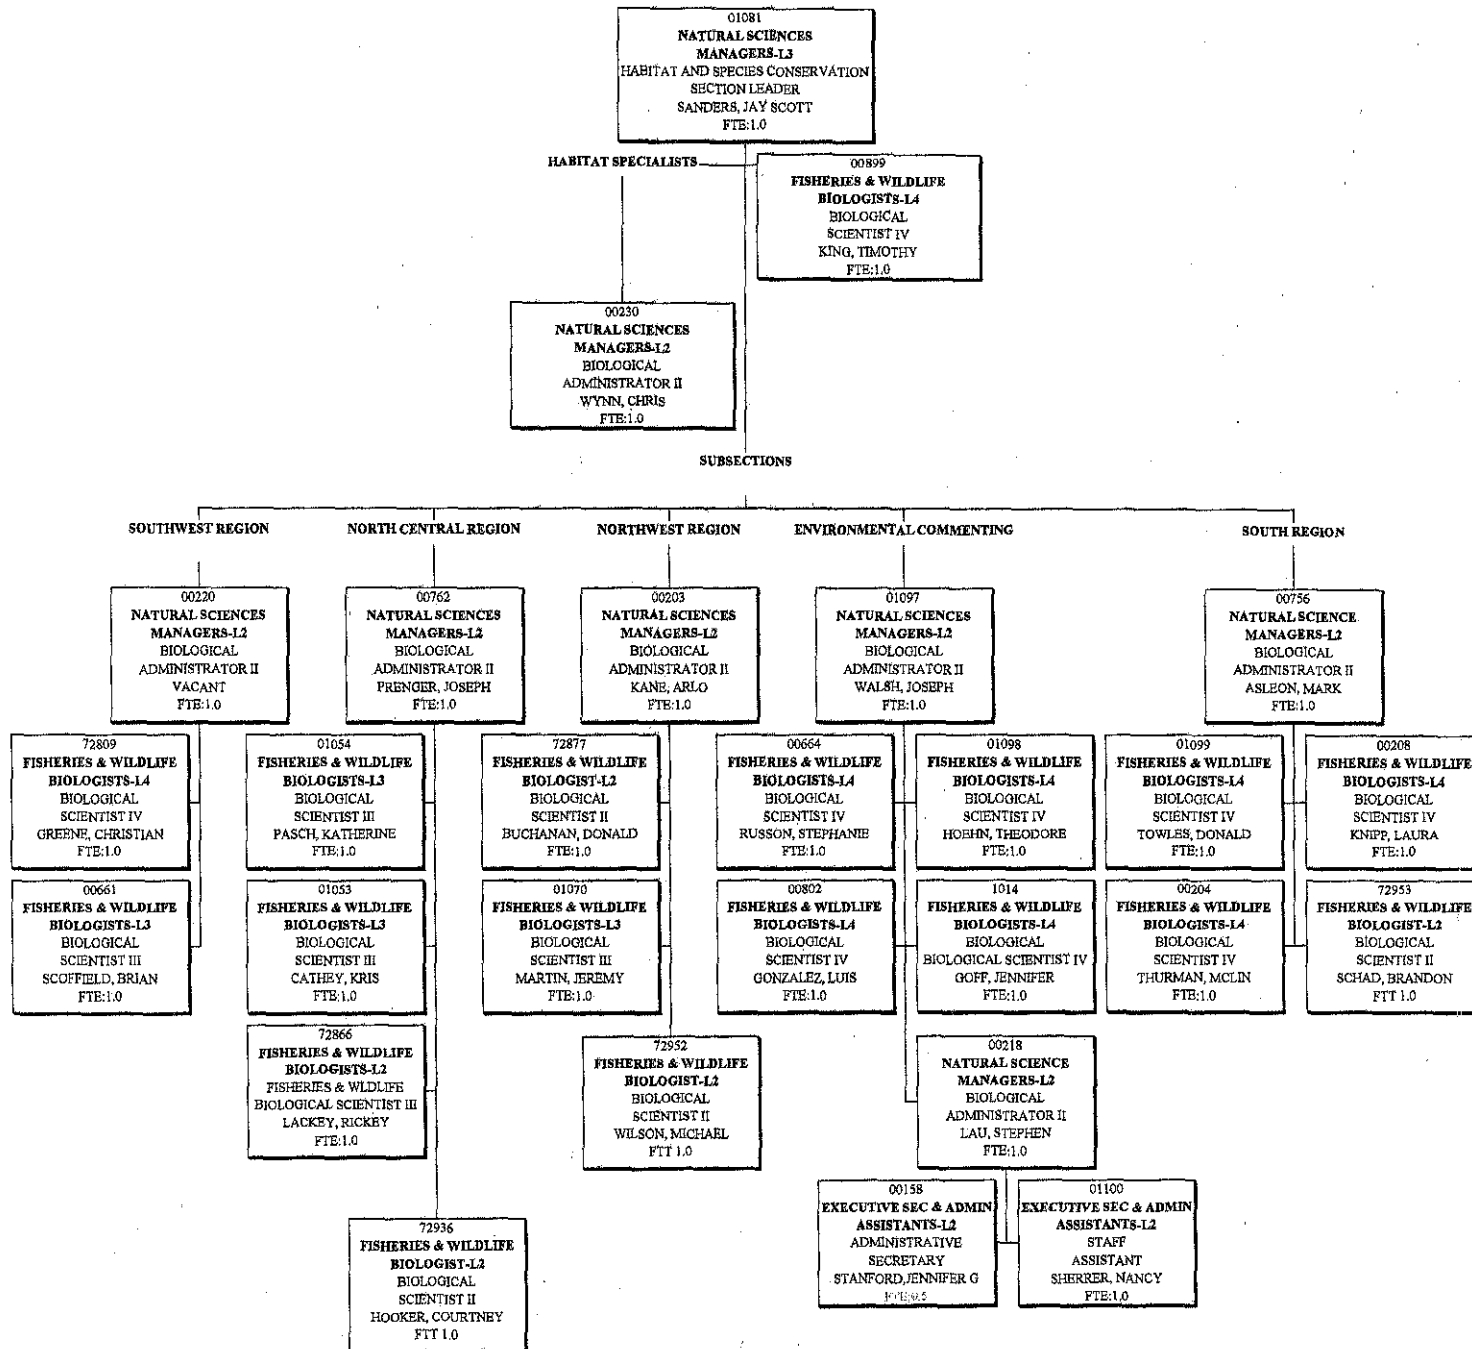 01081
NATURAL SCIENCES
MANAGERS-L3
HABITAT AND SPECIES CONSERVATION
SECTION LEADER
SANDERS, JAY SCOTT
FTE:1.0
HABITAT SPECIALISTS
00899
FISHERIES & WILDLIFE
BIOLOGISTS-L4
BIOLOGICAL
SCIENTIST IV
KING, TIMOTHY
FTE:1.0
00230
NATURAL SCIENCES
MANAGERS-L2
BIOLOGICAL
ADMINISTRATOR II
WYNN, CHRIS
FTE:1.0
SUBSECTIONS
SOUTHWEST REGION
NORTH CENTRAL REGION
NORTHWEST REGION
ENVIRONMENTAL COMMENTING
SOUTH REGION
00220
NATURAL SCIENCES
MANAGERS-L2
BIOLOGICAL
ADMINISTRATOR II
VACANT
FTE:1.0
00762
NATURAL SCIENCES
MANAGERS-L2
BIOLOGICAL
ADMINISTRATOR II
PRENGER, JOSEPH
FTE:1.0
00203
NATURAL SCIENCES
MANAGERS-L2
BIOLOGICAL
ADMINISTRATOR II
KANE, ARLO
FTE:1.0
01097
NATURAL SCIENCES
MANAGERS-L2
BIOLOGICAL
ADMINISTRATOR II
WALSH, JOSEPH
FTE:1.0
00756
NATURAL SCIENCE
MANAGERS-L2
BIOLOGICAL
ADMINISTRATOR II
ASLEON, MARK
FTE:1.0
72809
FISHERIES & WILDLIFE
BIOLOGISTS-L4
BIOLOGICAL
SCIENTIST IV
GREENE, CHRISTIAN
FTE:1.0
01054
FISHERIES & WILDLIFE
BIOLOGISTS-L3
BIOLOGICAL
SCIENTIST III
PASCH, KATHERINE
FTE:1.0
72877
FISHERIES & WILDLIFE
BIOLOGIST-L2
BIOLOGICAL
SCIENTIST II
BUCHANAN, DONALD
FTE:1.0
00664
FISHERIES & WILDLIFE
BIOLOGISTS-L4
BIOLOGICAL
SCIENTIST IV
RUSSON, STEPHANIE
FTE:1.0
01098
FISHERIES & WILDLIFE
BIOLOGISTS-L4
BIOLOGICAL
SCIENTIST IV
HOEHN, THEODORE
FTE:1.0
01099
FISHERIES & WILDLIFE
BIOLOGISTS-L4
BIOLOGICAL
SCIENTIST IV
TOWLES, DONALD
FTE:1.0
00208
FISHERIES & WILDLIFE
BIOLOGISTS-L4
BIOLOGICAL
SCIENTIST IV
KNIPP, LAURA
FTE:1.0
00661
FISHERIES & WILDLIFE
BIOLOGISTS-L3
BIOLOGICAL
SCIENTIST III
SCOFFIELD, BRIAN
FTE:1.0
01053
FISHERIES & WILDLIFE
BIOLOGISTS-L3
BIOLOGICAL
SCIENTIST III
CATHEY, KRIS
FTE:1.0
01070
FISHERIES & WILDLIFE
BIOLOGISTS-L3
BIOLOGICAL
SCIENTIST III
MARTIN, JEREMY
FTE:1.0
00802
FISHERIES & WILDLIFE
BIOLOGISTS-L4
BIOLOGICAL
SCIENTIST IV
GONZALEZ, LUIS
FTE:1.0
1014
FISHERIES & WILDLIFE
BIOLOGISTS-L4
BIOLOGICAL
BIOLOGICAL SCIENTIST IV
GOFF, JENNIFER
FTE:1.0
00204
FISHERIES & WILDLIFE
BIOLOGISTS-L4
BIOLOGICAL
SCIENTIST IV
THURMAN, MCLIN
FTE:1.0
72953
FISHERIES & WILDLIFE
BIOLOGIST-L2
BIOLOGICAL
SCIENTIST II
SCHAD, BRANDON
FTT 1.0
72866
FISHERIES & WILDLIFE
BIOLOGISTS-L2
FISHERIES & WLDLIFE
BIOLOGICAL SCIENTIST III
LACKEY, RICKEY
FTE:1.0
72952
FISHERIES & WILDLIFE
BIOLOGIST-L2
BIOLOGICAL
SCIENTIST II
WILSON, MICHAEL
FTT 1.0
00218
NATURAL SCIENCE
MANAGERS-L2
BIOLOGICAL
ADMINISTRATOR II
LAU, STEPHEN
FTE:1.0
00158
EXECUTIVE SEC & ADMIN
ASSISTANTS-L2
ADMINISTRATIVE
SECRETARY
STANFORD,JENNIFER G
FTE:0.5
01100
EXECUTIVE SEC & ADMIN
ASSISTANTS-L2
STAFF
ASSISTANT
SHERRER, NANCY
FTE:1.0
72936
FISHERIES & WILDLIFE
BIOLOGIST-L2
BIOLOGICAL
SCIENTIST II
HOOKER, COURTNEY
FTT 1.0